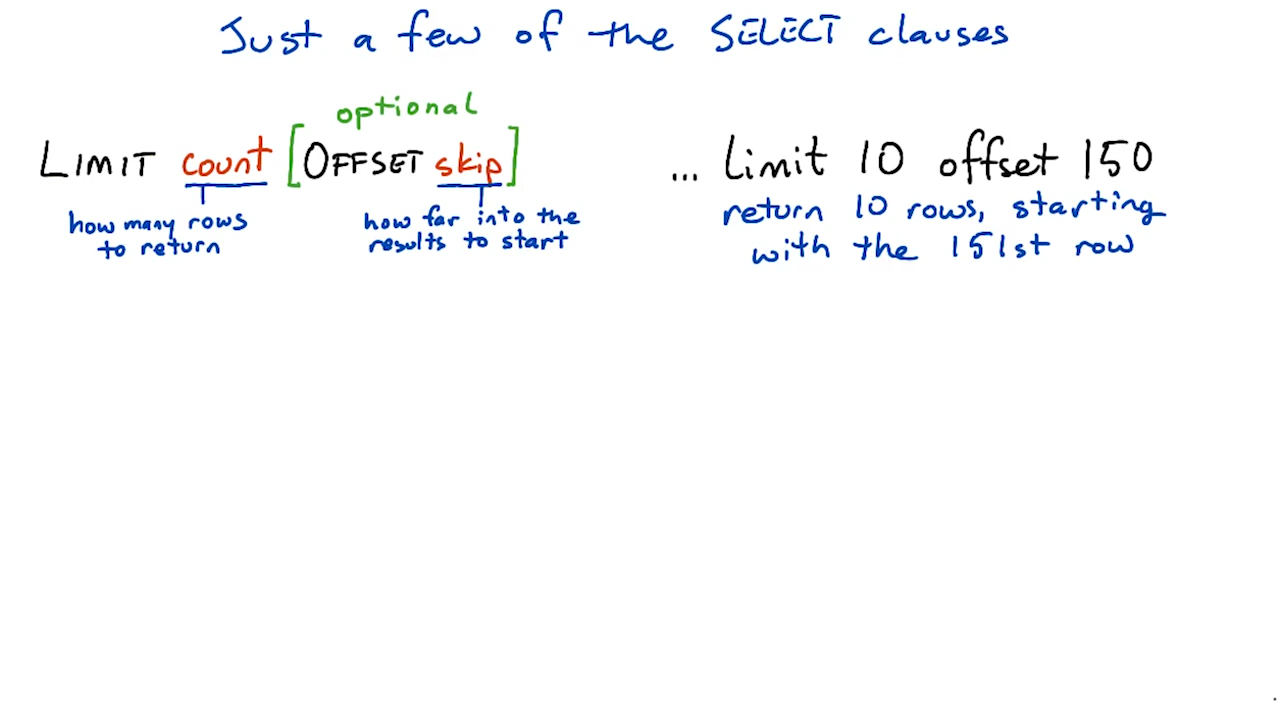 Just a few of the SELECT clauses
optional
LIMIT count [OFFSET skip]
how many rows
to return
how far into the
results to start
... Limit 10 offset 150
return 10 rows, starting
with the 151st row